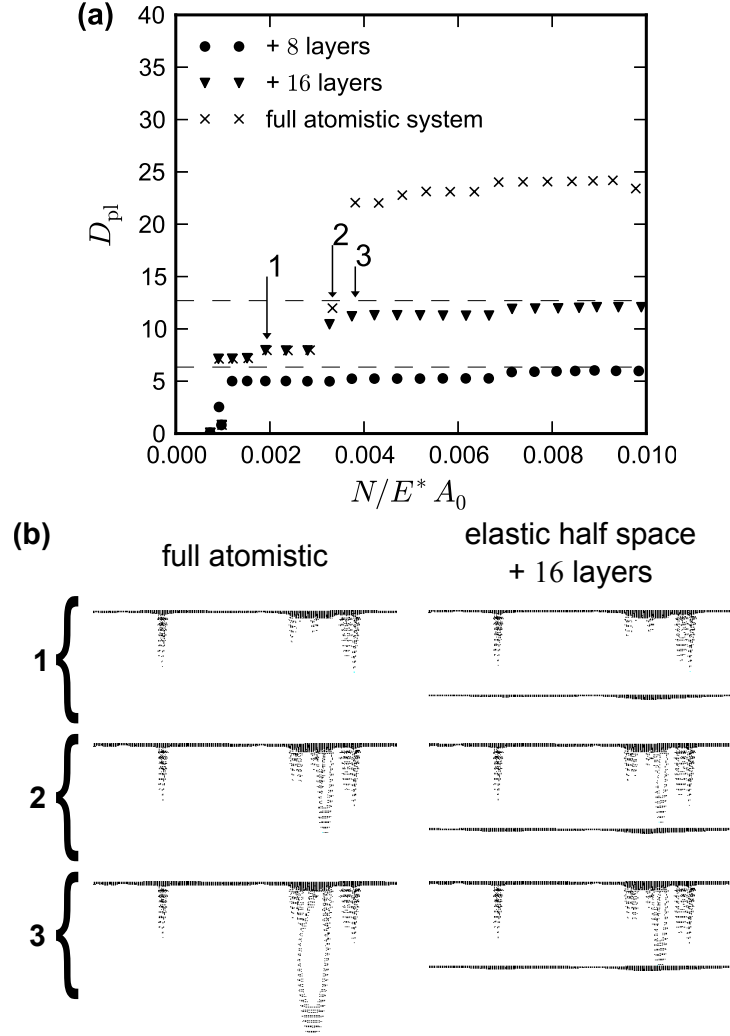 (a)
40
35
30
25
20
15
10
5
0
D_pl
+ 8 layers
+ 16 layers
full atomistic system
1
2
3
0.000 0.002 0.004 0.006 0.008 0.010
N/E* A_0
(b)
full atomistic
elastic half space
+ 16 layers
1
2
3